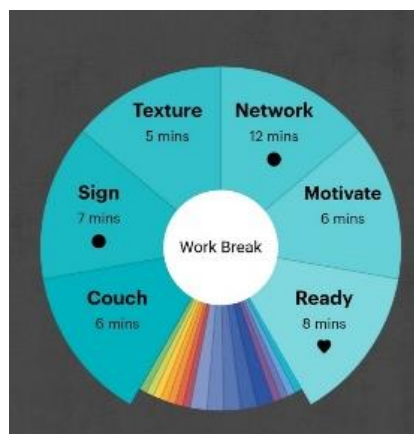 Texture
5 mins
Network
12 mins
Sign
7 mins
Motivate
6 mins
Work Break
Couch
6 mins
Ready
8 mins